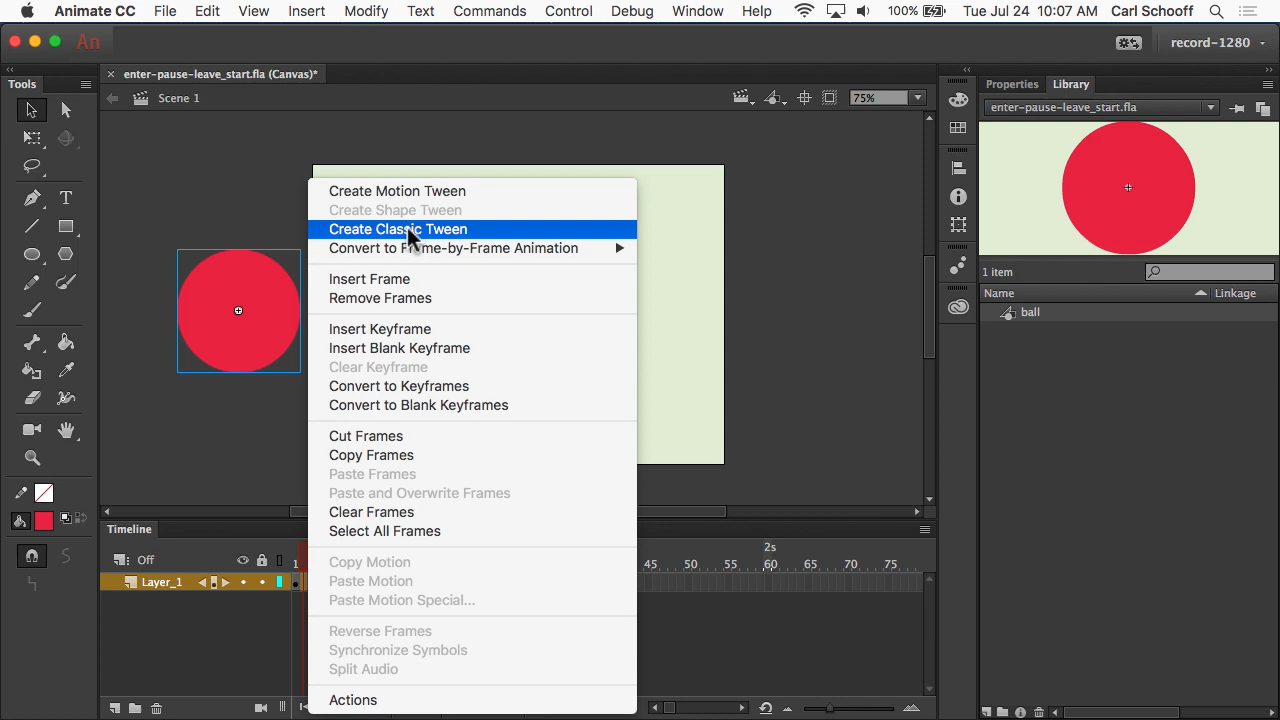 Animate CC File Edit View Insert Modify Text Commands Control Debug Window Help 100% Tue Jul 24 10:07 AM Carl Schooff
An record-1280
Tools
enter-pause-leave_start.fla (Canvas)*
Properties Library
Scene 1
75%
enter-pause-leave_start.fla
Create Motion Tween
Create Shape Tween
Create Classic Tween
Convert to Frame-by-Frame Animation
Insert Frame
Remove Frames
Insert Keyframe
Insert Blank Keyframe
Clear Keyframe
Convert to Keyframes
Convert to Blank Keyframes
Cut Frames
Copy Frames
Paste Frames
Paste and Overwrite Frames
Clear Frames
Select All Frames
Copy Motion
Paste Motion
Paste Motion Special...
Reverse Frames
Synchronize Symbols
Split Audio
Actions
1 item
Name Linkage
ball
Timeline
2s
Off 1 45 50 55 60 65 70 75
Layer_1